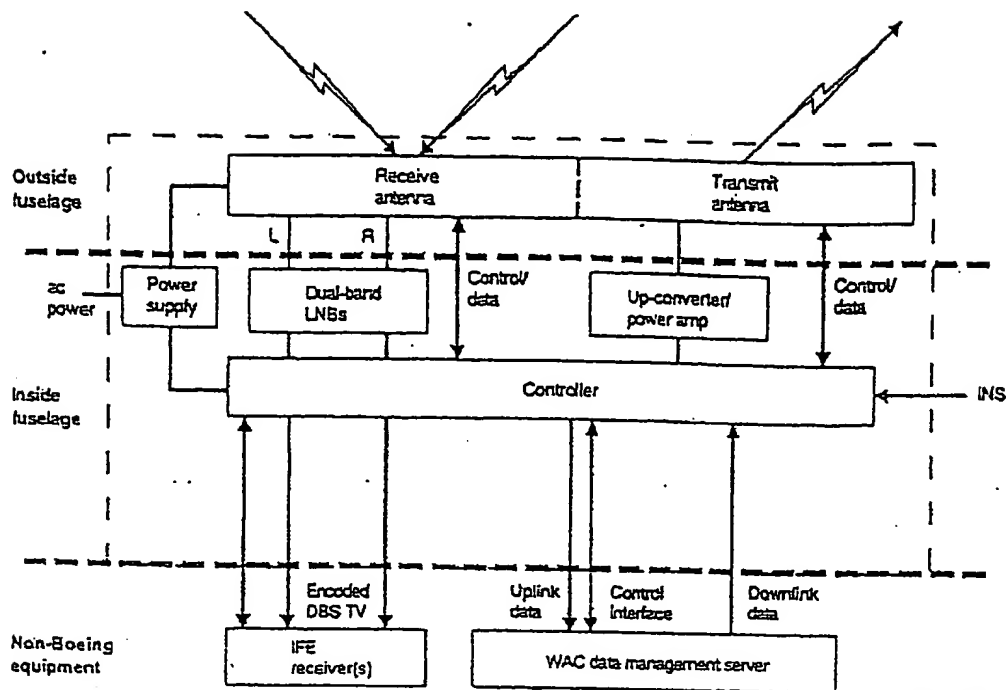 Receive
antenna
Transmit
antenna
Outside
fuselage
L
R
ac
power
Power
supply
Dual-band
LNBs
Control/
data
Up-converter/
power amp
Control/
data
Controller
INS
Inside
fuselage
Encoded
DBS TV
Uplink
data
Control
interface
Downlink
data
Non-Boeing
equipment
IFE
receiver(s)
WAC data management server